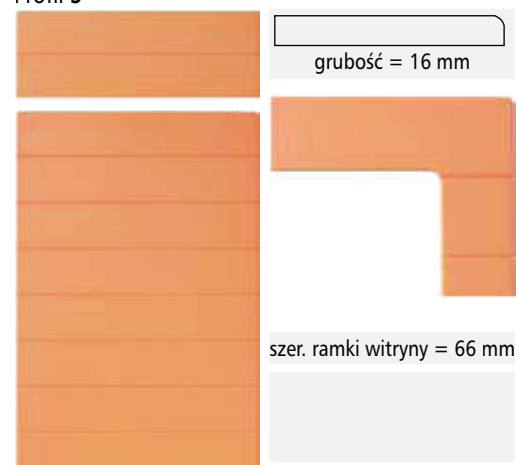 grubość = 16 mm
szer. ramki witryny = 66 mm